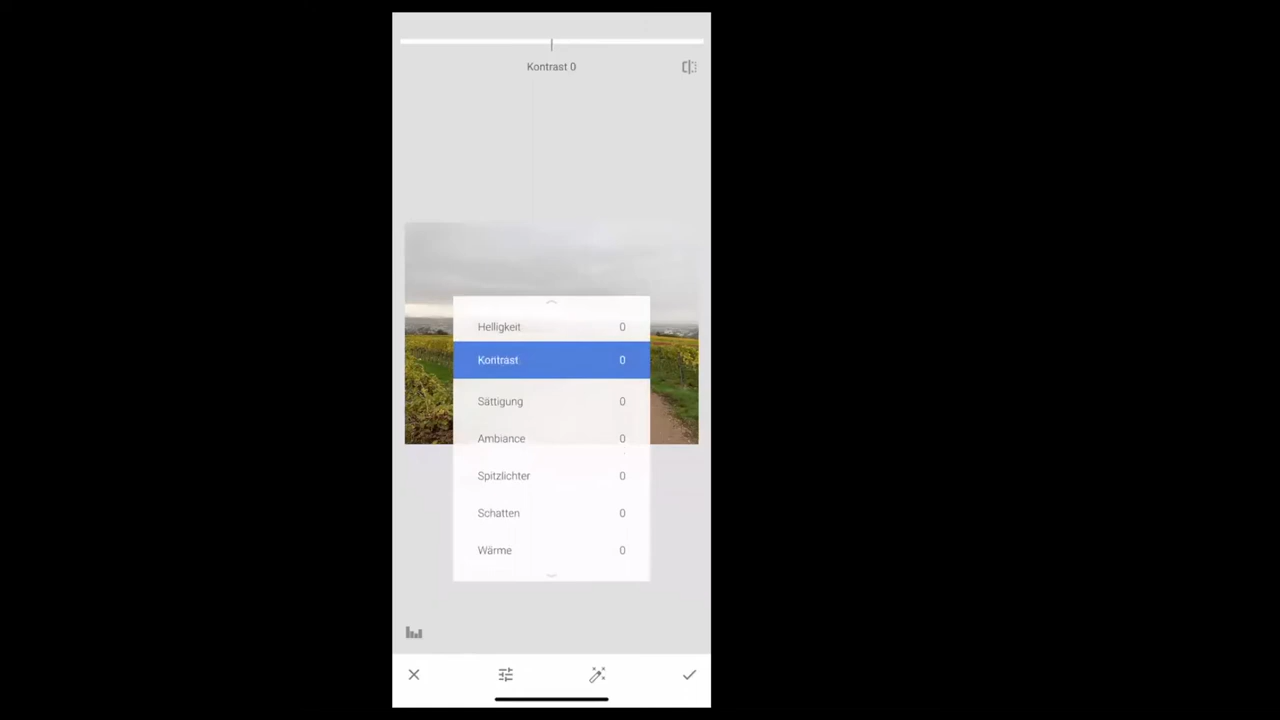 Kontrast 0
Helligkeit 0
Kontrast 0
Sättigung 0
Ambiance 0
Spitzlichter 0
Schatten 0
Wärme 0